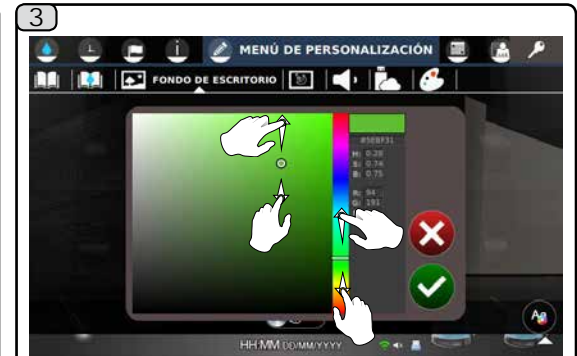 3
i MENÚ DE PERSONALIZACIÓN
FONDO DE ESCRITORIO
#5EBF31
H: 0.28
S: 0.74
B: 0.75
R: 94
G: 191
HH:MM DD/MM/YYYY